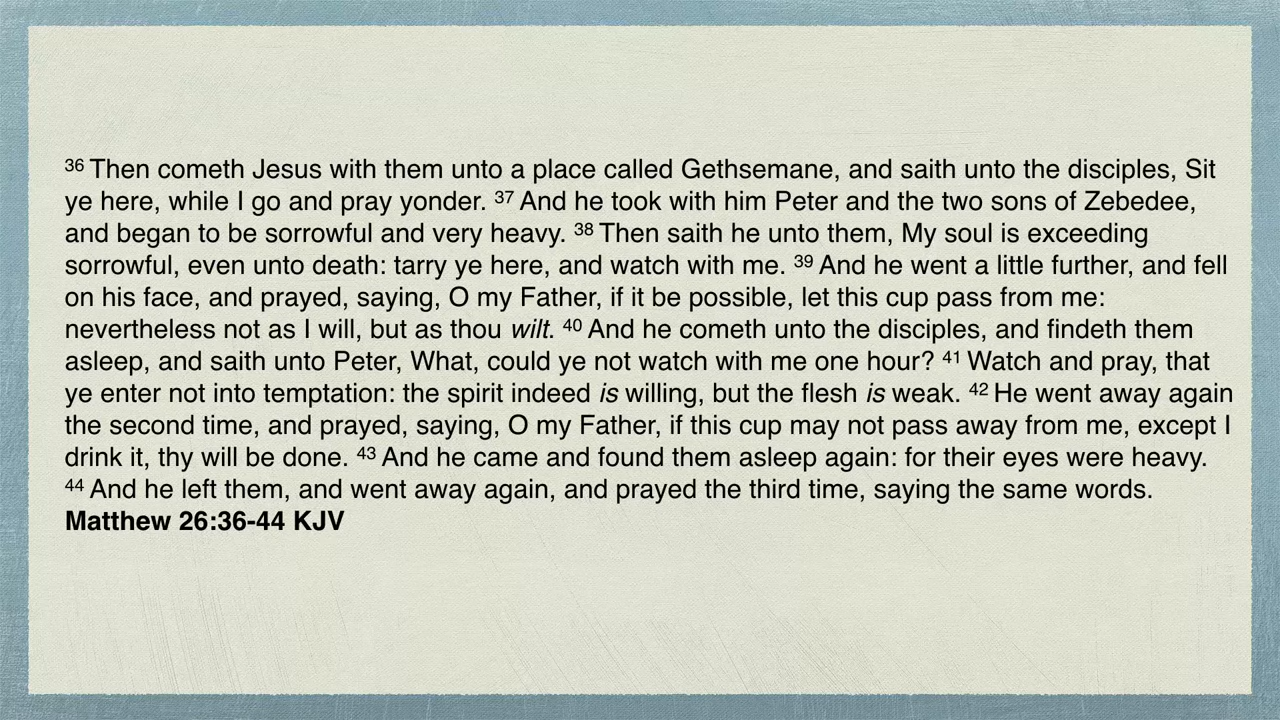 36 Then cometh Jesus with them unto a place called Gethsemane, and saith unto the disciples, Sit
ye here, while I go and pray yonder. 37 And he took with him Peter and the two sons of Zebedee,
and began to be sorrowful and very heavy. 38 Then saith he unto them, My soul is exceeding
sorrowful, even unto death: tarry ye here, and watch with me. 39 And he went a little further, and fell
on his face, and prayed, saying, O my Father, if it be possible, let this cup pass from me:
nevertheless not as I will, but as thou wilt. 40 And he cometh unto the disciples, and findeth them
asleep, and saith unto Peter, What, could ye not watch with me one hour? 41 Watch and pray, that
ye enter not into temptation: the spirit indeed is willing, but the flesh is weak. 42 He went away again
the second time, and prayed, saying, O my Father, if this cup may not pass away from me, except I
drink it, thy will be done. 43 And he came and found them asleep again: for their eyes were heavy.
44 And he left them, and went away again, and prayed the third time, saying the same words.
Matthew 26:36-44 KJV